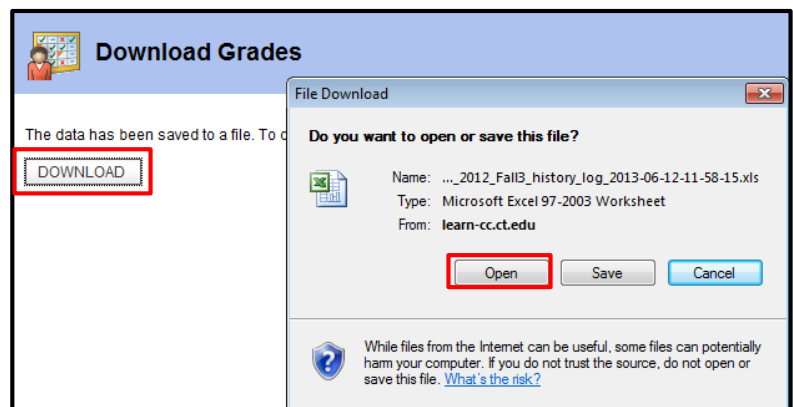 Download Grades
File Download
The data has been saved to a file. To
DOWNLOAD
Do you want to open or save this file?
Name: ..._2012_Fall3_history_log_2013-06-12-11-58-15.xls
Type: Microsoft Excel 97-2003 Worksheet
From: learn-cc.ct.edu
Open Save Cancel
While files from the Internet can be useful, some files can potentially
harm your computer. If you do not trust the source, do not open or
save this file. What's the risk?